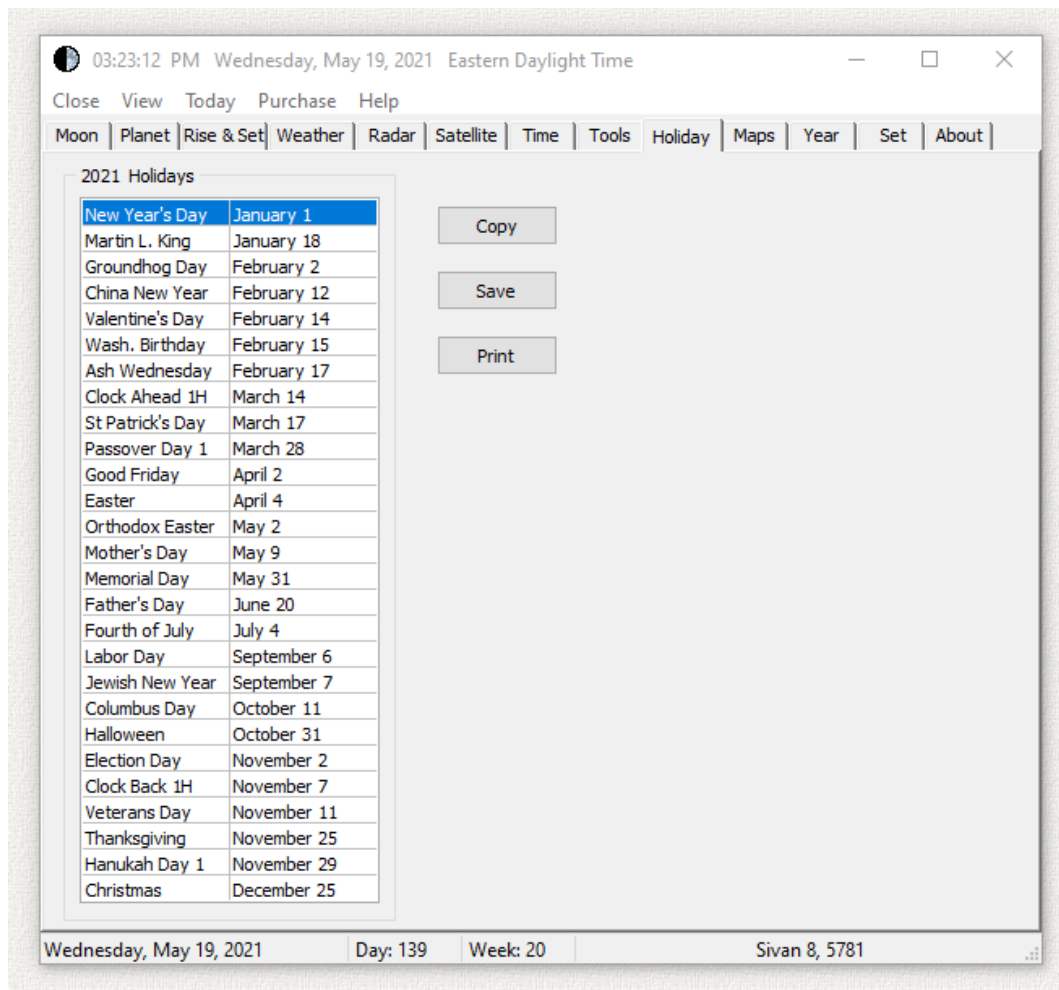 03:23:12 PM Wednesday, May 19, 2021 Eastern Daylight Time
Close View Today Purchase Help
Moon Planet Rise & Set Weather Radar Satellite Time Tools Holiday Maps Year Set About
2021 Holidays
New Year's Day January 1
Martin L. King January 18
Groundhog Day February 2
China New Year February 12
Valentine's Day February 14
Wash. Birthday February 15
Ash Wednesday February 17
Clock Ahead 1H March 14
St Patrick's Day March 17
Passover Day 1 March 28
Good Friday April 2
Easter April 4
Orthodox Easter May 2
Mother's Day May 9
Memorial Day May 31
Father's Day June 20
Fourth of July July 4
Labor Day September 6
Jewish New Year September 7
Columbus Day October 11
Halloween October 31
Election Day November 2
Clock Back 1H November 7
Veterans Day November 11
Thanksgiving November 25
Hanukah Day 1 November 29
Christmas December 25
Copy
Save
Print
Wednesday, May 19, 2021 Day: 139 Week: 20 Sivan 8, 5781